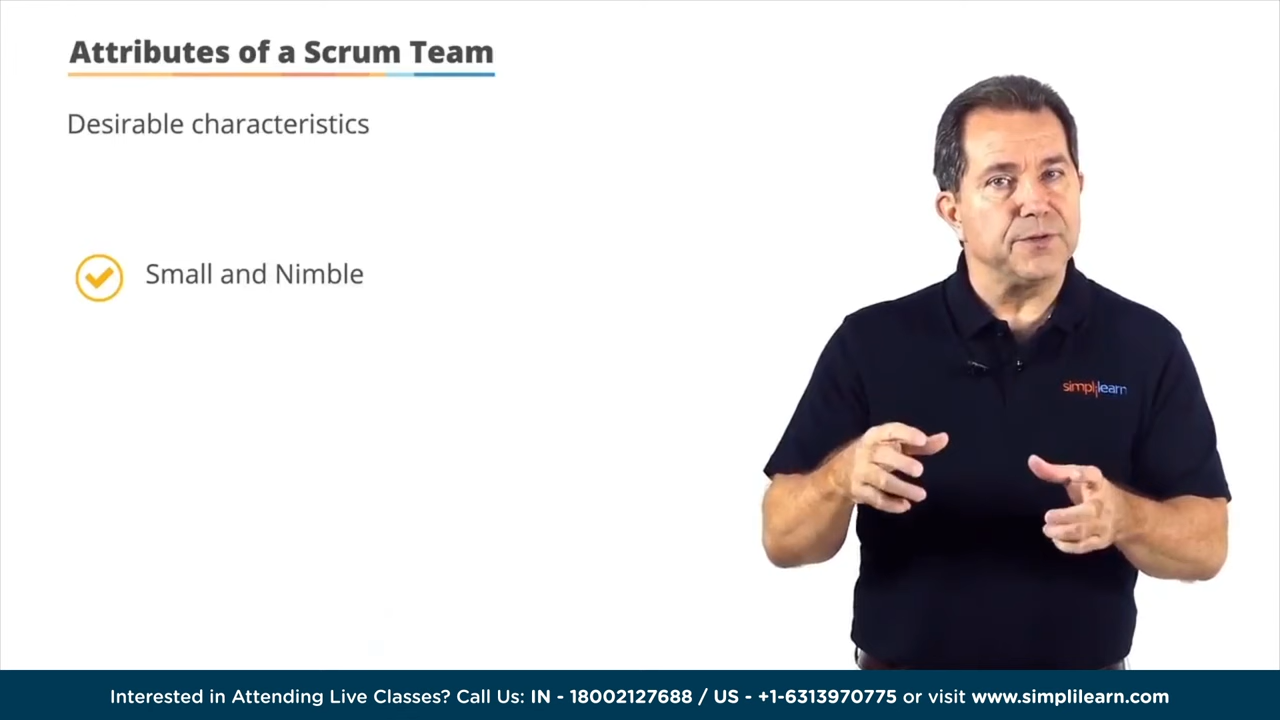 Attributes of a Scrum Team
Desirable characteristics
Small and Nimble
simplilearn
Interested in Attending Live Classes? Call Us: IN - 18002127688 / US - +1-6313970775 or visit www.simplilearn.com